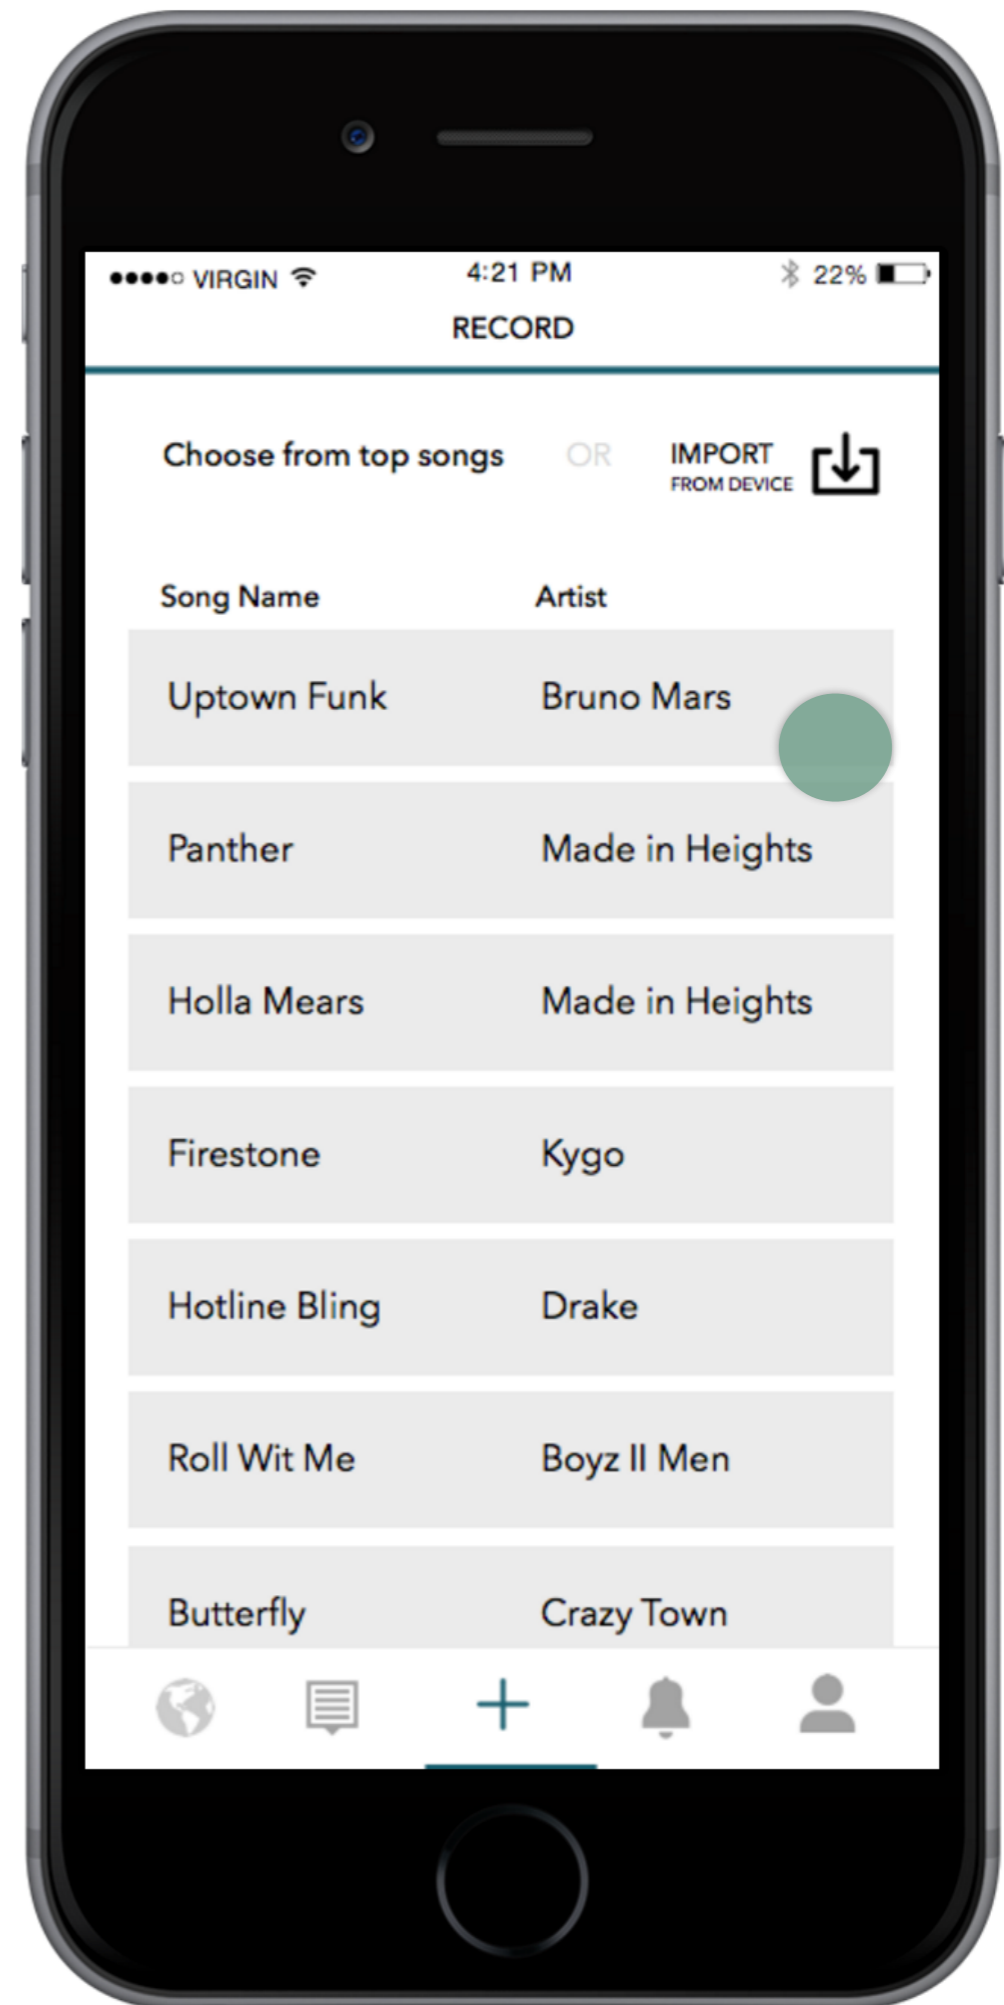 VIRGIN 4:21 PM 22%
RECORD
Choose from top songs OR IMPORT
FROM DEVICE
Song Name Artist
Uptown Funk Bruno Mars
Panther Made in Heights
Holla Mears Made in Heights
Firestone Kygo
Hotline Bling Drake
Roll Wit Me Boyz II Men
Butterfly Crazy Town